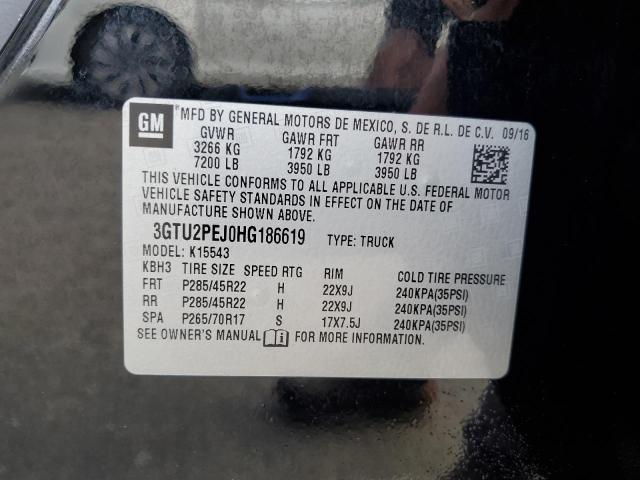 GM
MFD BY GENERAL MOTORS DE MEXICO, S. DE R.L. DE C.V. 09/16
GVWR GAWR FRT GAWR RR
3266 KG 1792 KG 1792 KG
7200 LB 3950 LB 3950 LB
THIS VEHICLE CONFORMS TO ALL APPLICABLE U.S. FEDERAL MOTOR
VEHICLE SAFETY STANDARDS IN EFFECT ON THE DATE OF
MANUFACTURE SHOWN ABOVE.
3GTU2PEJ0HG186619 TYPE: TRUCK
MODEL: K15543
KBH3 TIRE SIZE SPEED RTG RIM COLD TIRE PRESSURE
FRT P285/45R22 H 22X9J 240KPA(35PSI)
RR P285/45R22 H 22X9J 240KPA(35PSI)
SPA P265/70R17 S 17X7.5J 240KPA(35PSI)
SEE OWNER'S MANUAL FOR MORE INFORMATION.